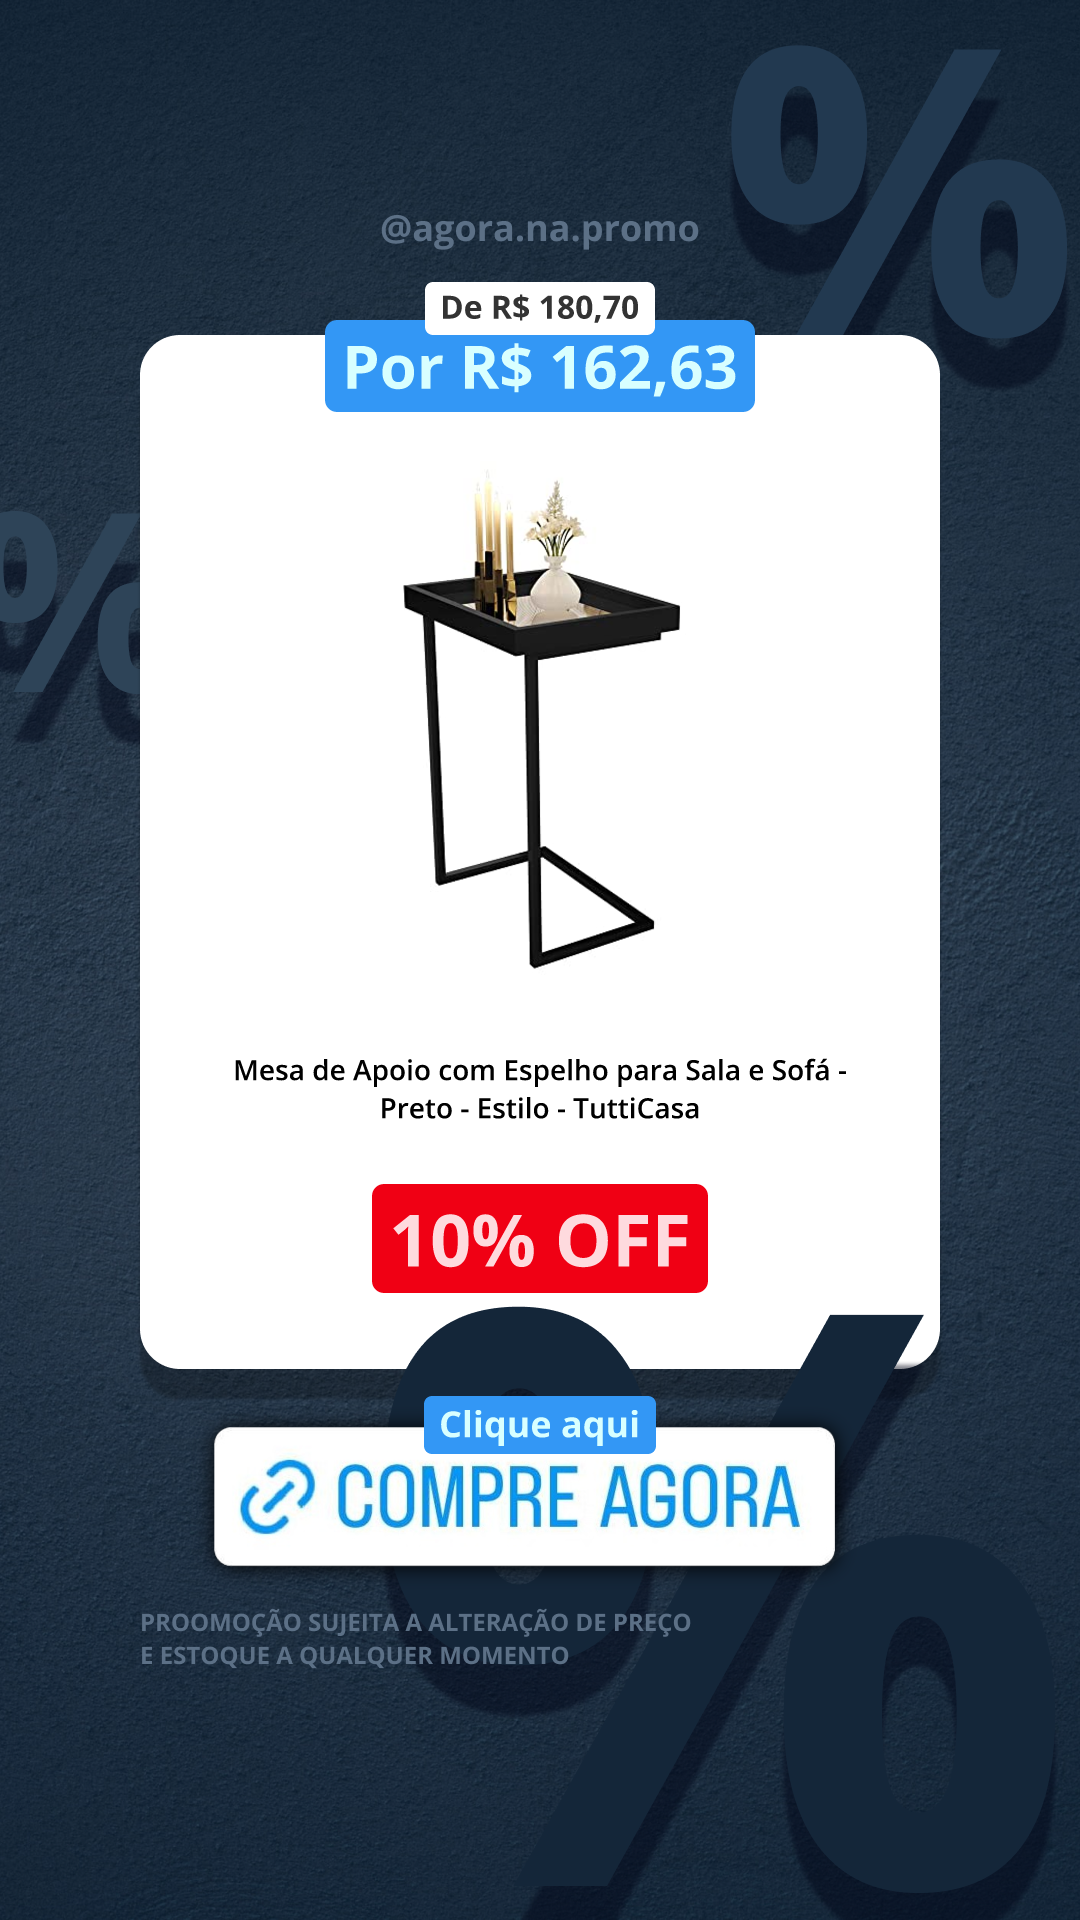 @agora.na.promo
De R$ 180,70
Por R$ 162,63
Mesa de Apoio com Espelho para Sala e Sofá -
Preto - Estilo - TuttiCasa
10% OFF
Clique aqui
COMPRE AGORA
PROOMOÇÃO SUJEITA A ALTERAÇÃO DE PREÇO
E ESTOQUE A QUALQUER MOMENTO